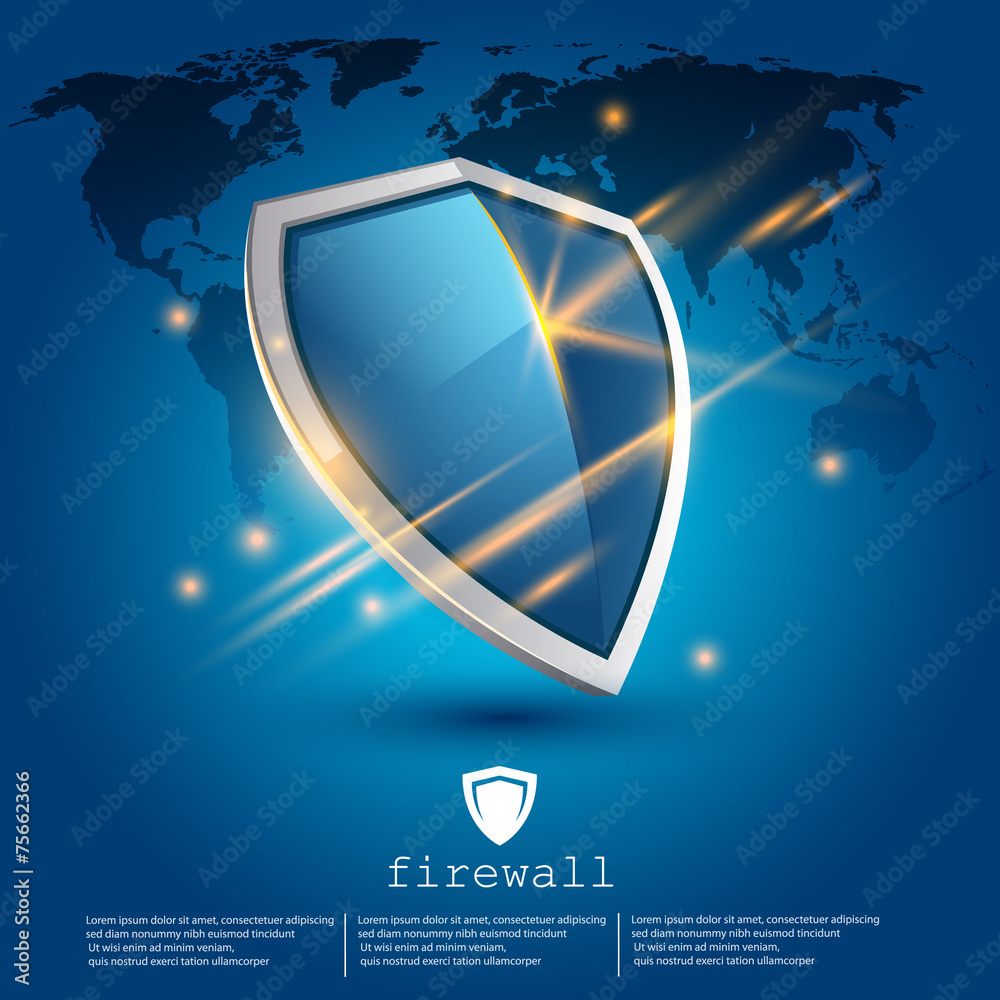 firewall
Lorem ipsum dolor sit amet, consectetuer adipiscing
sed diam nonummy nibh euismod tincidunt
Ut wisi enim ad minim veniam,
quis nostrud exerci tation ullamcorper
Lorem ipsum dolor sit amet, consectetuer adipiscing
sed diam nonummy nibh euismod tincidunt
Ut wisi enim ad minim veniam,
quis nostrud exerci tation ullamcorper
Lorem ipsum dolor sit amet, consectetuer adipiscing
sed diam nonummy nibh euismod tincidunt
Ut wisi enim ad minim veniam,
quis nostrud exerci tation ullamcorper
Adobe Stock | #75662366
Adobe Stock